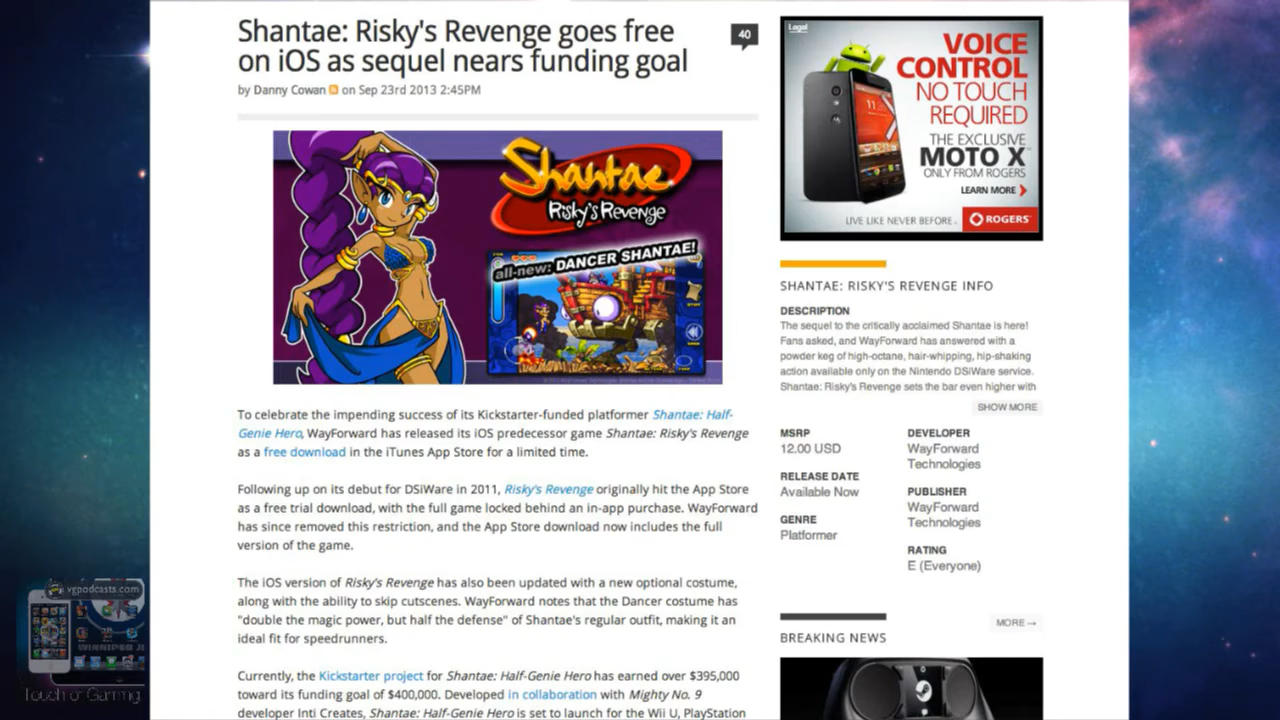 Shantae: Risky's Revenge goes free
on iOS as sequel nears funding goal
40
by Danny Cowan on Sep 23rd 2013 2:45PM
Shantae
Risky's Revenge
all-new: DANCER SHANTAE!
To celebrate the impending success of its Kickstarter-funded platformer Shantae: Half-
Genie Hero, WayForward has released its iOS predecessor game Shantae: Risky's Revenge
as a free download in the iTunes App Store for a limited time.
Following up on its debut for DSiWare in 2011, Risky's Revenge originally hit the App Store
as a free trial download, with the full game locked behind an in-app purchase. WayForward
has since removed this restriction, and the App Store download now includes the full
version of the game.
The iOS version of Risky's Revenge has also been updated with a new optional costume,
along with the ability to skip cutscenes. WayForward notes that the Dancer costume has
"double the magic power, but half the defense" of Shantae's regular outfit, making it an
ideal fit for speedrunners.
Currently, the Kickstarter project for Shantae: Half-Genie Hero has earned over $395,000
toward its funding goal of $400,000. Developed in collaboration with Mighty No. 9
developer Inti Creates, Shantae: Half-Genie Hero is set to launch for the Wii U, PlayStation
Legal
VOICE
CONTROL
NO TOUCH
REQUIRED
THE EXCLUSIVE
MOTO X
ONLY FROM ROGERS
LEARN MORE
LIVE LIKE NEVER BEFORE.
ROGERS
SHANTAE: RISKY'S REVENGE INFO
DESCRIPTION
The sequel to the critically acclaimed Shantae is here!
Fans asked, and WayForward has answered with a
powder keg of high-octane, hair-whipping, hip-shaking
action available only on the Nintendo DSiWare service.
Shantae: Risky's Revenge sets the bar even higher with
SHOW MORE
MSRP
12.00 USD
RELEASE DATE
Available Now
GENRE
Platformer
DEVELOPER
WayForward
Technologies
PUBLISHER
WayForward
Technologies
RATING
E (Everyone)
MORE →
BREAKING NEWS
vgpodcasts.com
Touch of Gaming